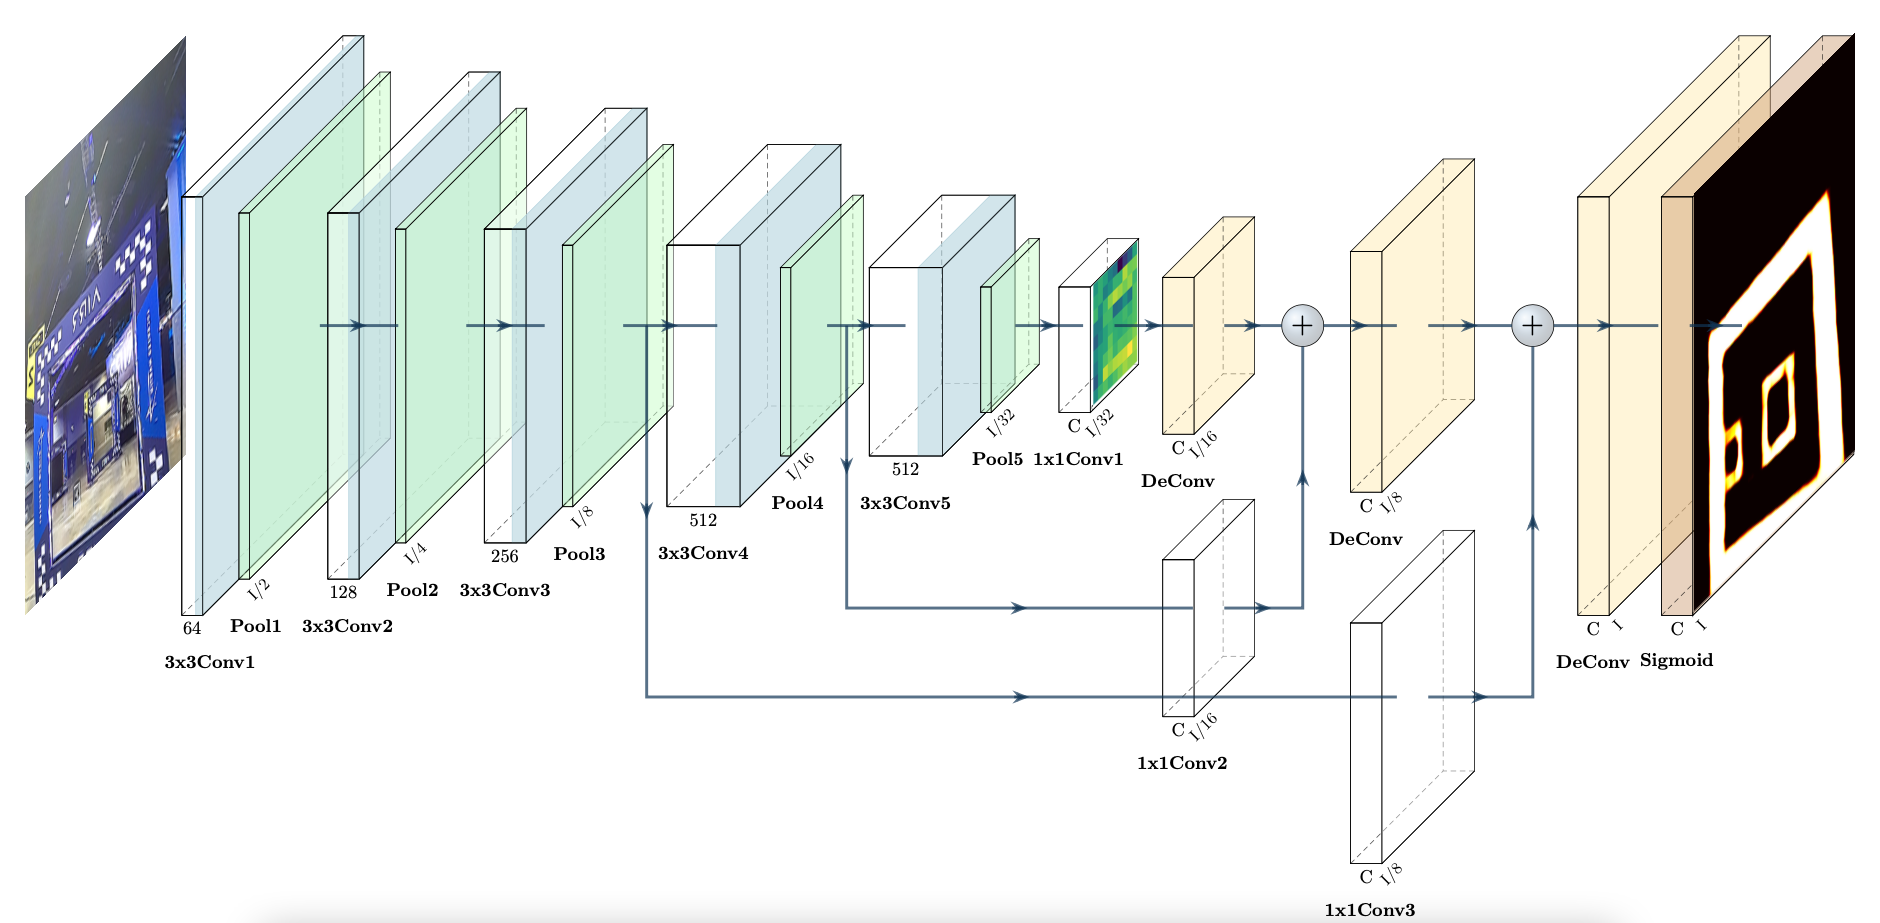 64
3x3Conv1
I/2
Pool1
128
3x3Conv2
I/4
Pool2
256
3x3Conv3
I/8
Pool3
512
3x3Conv4
I/16
Pool4
512
3x3Conv5
I/32
Pool5
C
I/32
1x1Conv1
C
I/16
DeConv
+
C
I/16
1x1Conv2
C
I/8
DeConv
+
C
I/8
1x1Conv3
C
I
DeConv
C
I
Sigmoid